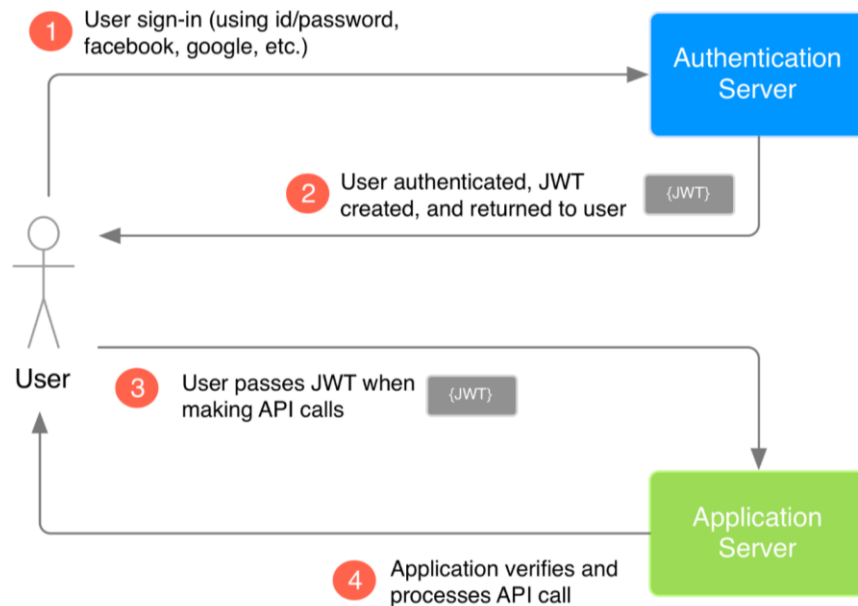 1
User sign-in (using id/password,
facebook, google, etc.)
Authentication
Server
2
User authenticated, JWT
created, and returned to user
{JWT}
User
3
User passes JWT when
making API calls
{JWT}
Application
Server
4
Application verifies and
processes API call